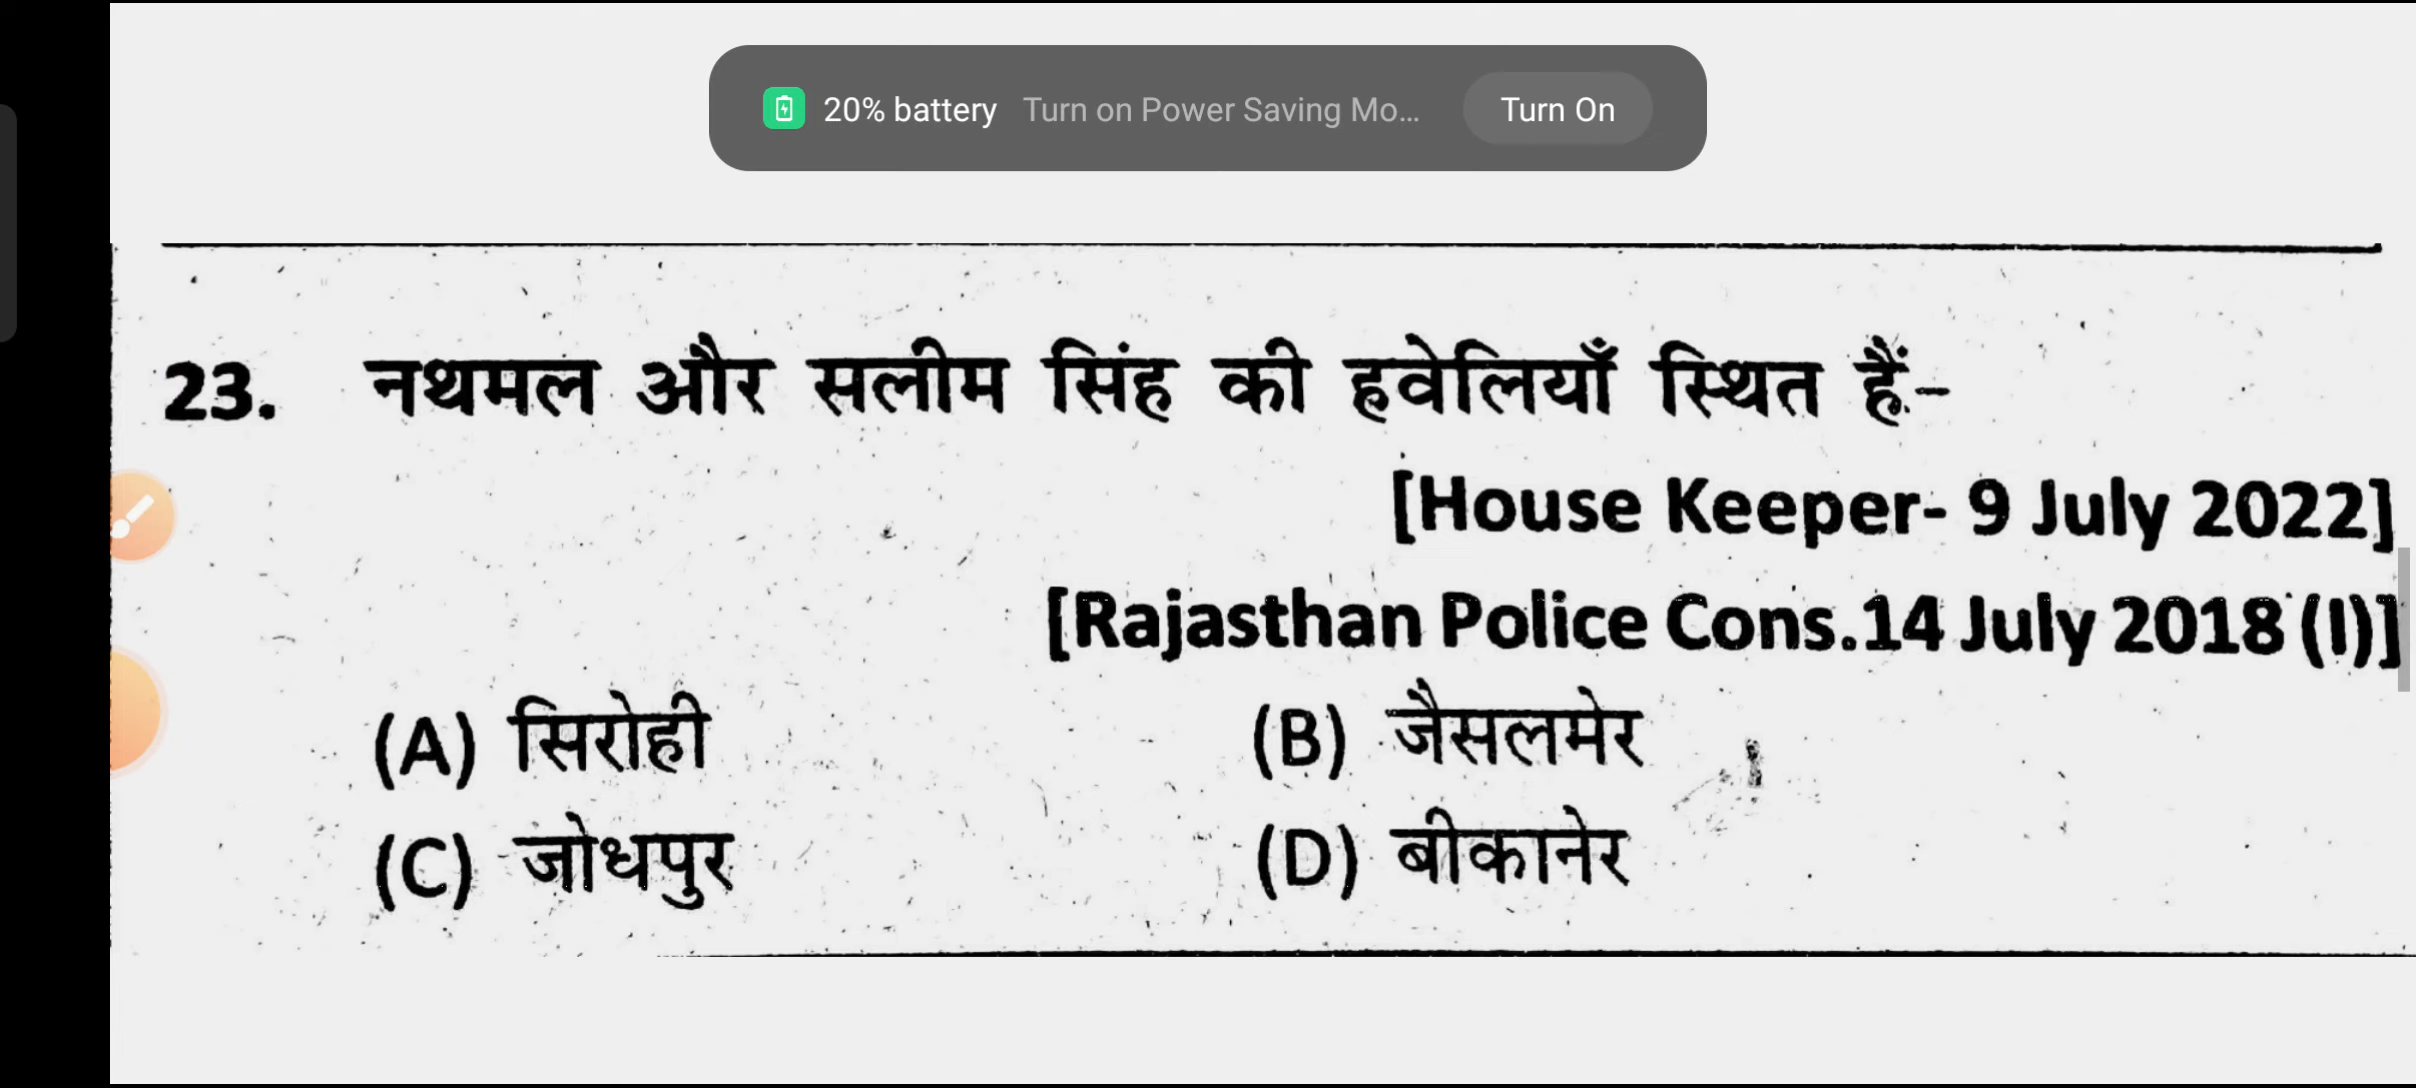 20% battery Turn on Power Saving Mo... Turn On
23. नथमल और सलीम सिंह की हवेलियाँ स्थित हैं-
[House Keeper- 9 July 2022]
[Rajasthan Police Cons.14 July 2018 (I)]
(A) सिरोही (B) जैसलमेर
(C) जोधपुर (D) बीकानेर